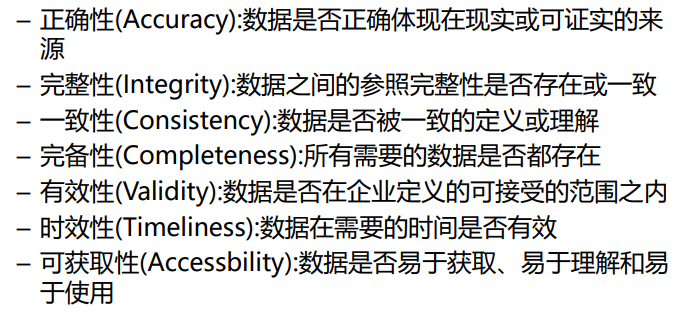 – 正确性(Accuracy):数据是否正确体现在现实或可证实的来
源
– 完整性(Integrity):数据之间的参照完整性是否存在或一致
– 一致性(Consistency):数据是否被一致的定义或理解
– 完备性(Completeness):所有需要的数据是否都存在
– 有效性(Validity):数据是否在企业定义的可接受的范围之内
– 时效性(Timeliness):数据在需要的时间是否有效
– 可获取性(Accessbility):数据是否易于获取、易于理解和易
于使用